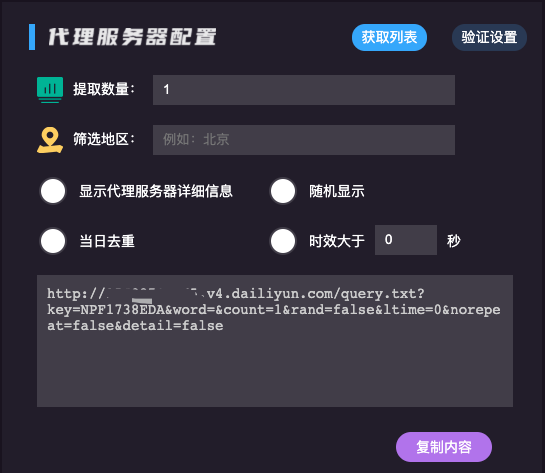 代理服务器配置
获取列表 验证设置
提取数量： 1
筛选地区： 例如：北京
显示代理服务器详细信息 随机显示
当日去重 时效大于 0 秒
http://.v4.dailiyun.com/query.txt?
key=NPF1738EDA&word=&count=1&rand=false&ltime=0&norepe
at=false&detail=false
复制内容